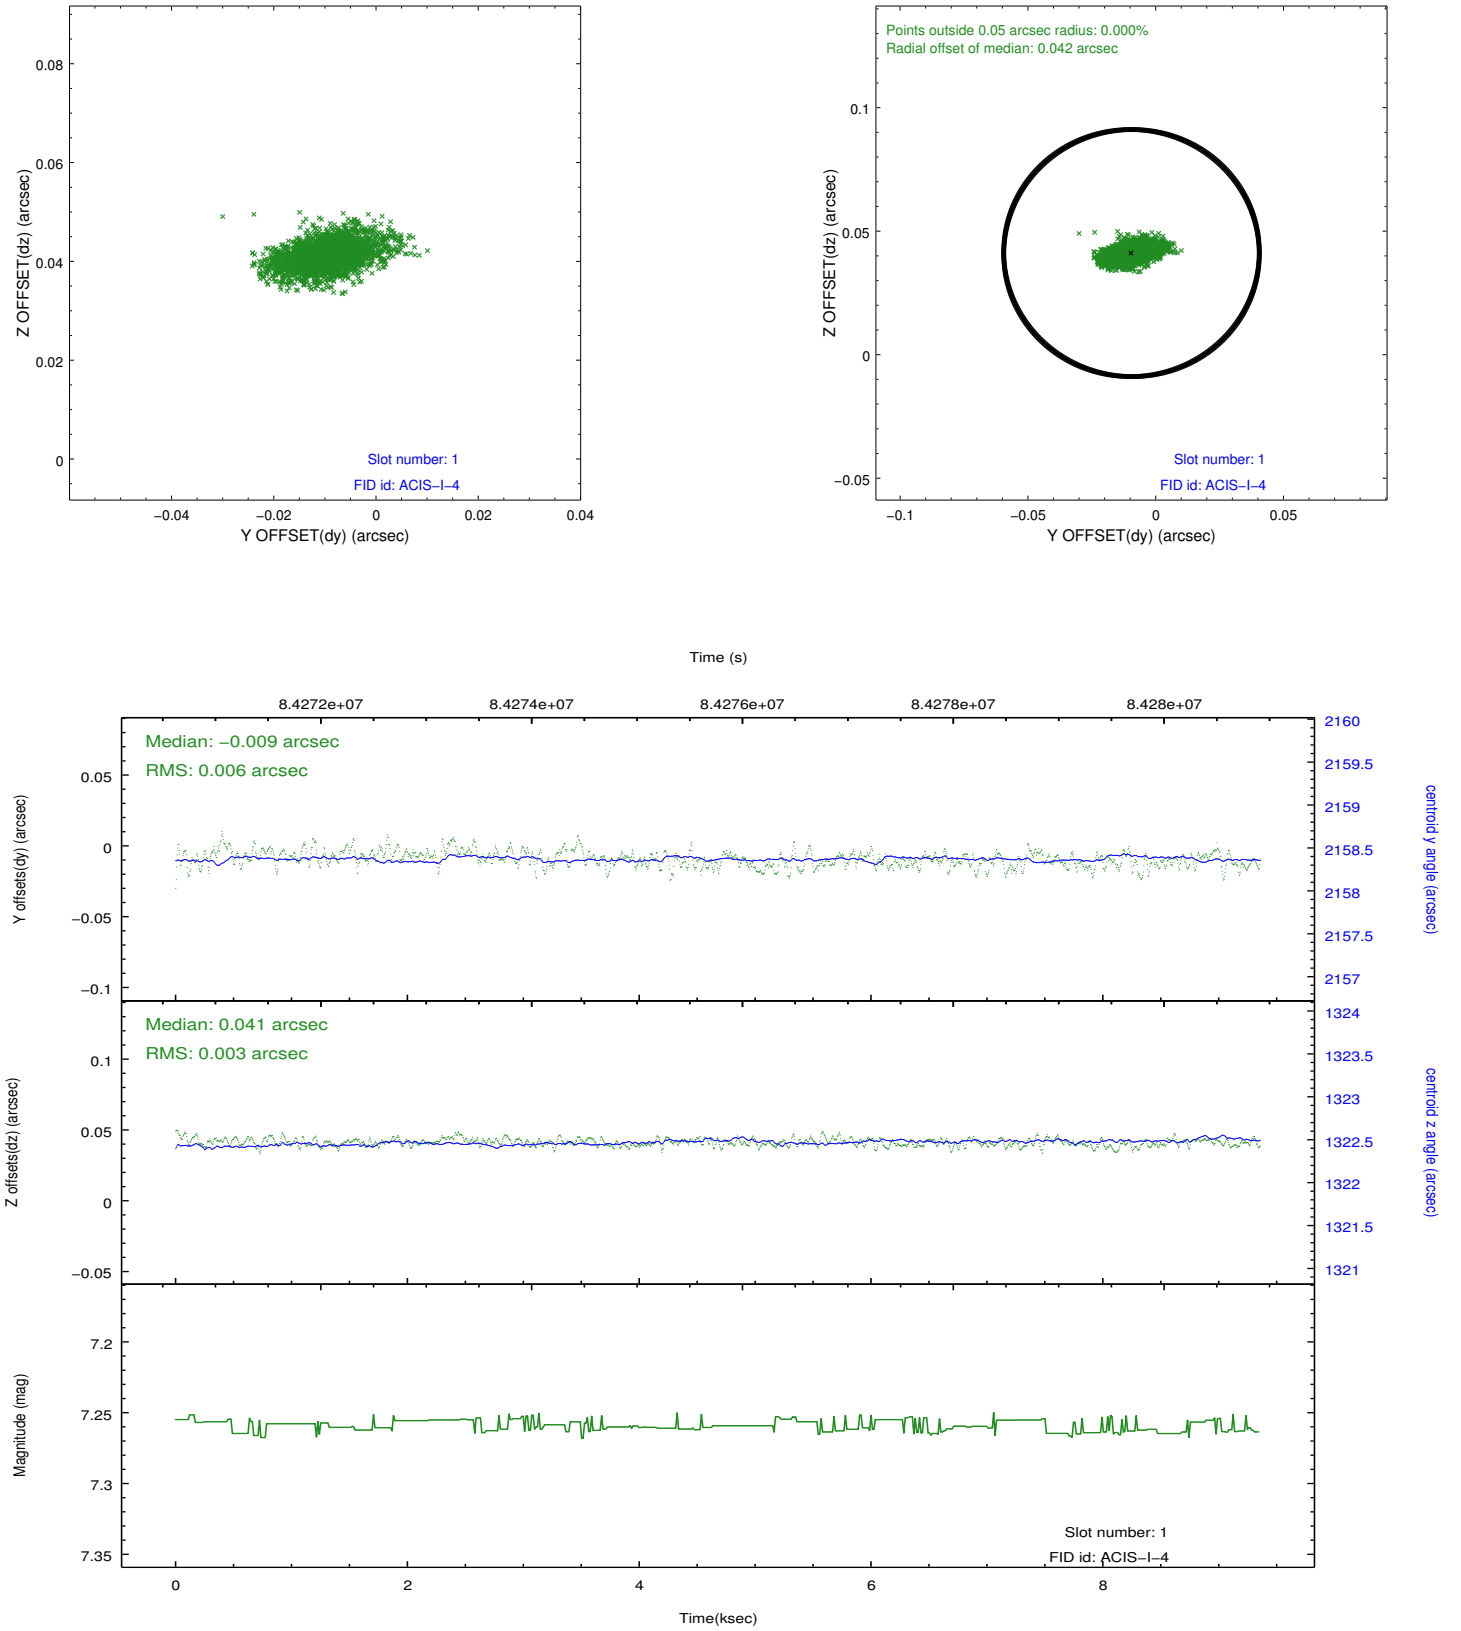 0.08
0.06
0.04
0.02
0
Z OFFSET(dz) (arcsec)
Slot number: 1
FID id: ACIS−I−4
−0.04 −0.02 0 0.02 0.04
Y OFFSET(dy) (arcsec)
Points outside 0.05 arcsec radius: 0.000%
Radial offset of median: 0.042 arcsec
0.1
0.05
0
−0.05
Z OFFSET(dz) (arcsec)
Slot number: 1
FID id: ACIS−I−4
−0.1 −0.05 0 0.05
Y OFFSET(dy) (arcsec)
Time (s)
8.4272e+07 8.4274e+07 8.4276e+07 8.4278e+07 8.428e+07
Median: −0.009 arcsec
RMS: 0.006 arcsec
0.05
0
−0.05
−0.1
Y offsets(dy) (arcsec)
2160
2159.5
2159
2158.5
2158
2157.5
2157
centroid y angle (arcsec)
Median: 0.041 arcsec
RMS: 0.003 arcsec
0.1
0.05
0
−0.05
Z offsets(dz) (arcsec)
1324
1323.5
1323
1322.5
1322
1321.5
1321
centroid z angle (arcsec)
7.2
7.25
7.3
7.35
Magnitude (mag)
Slot number: 1
FID id: ACIS−I−4
0 2 4 6 8
Time(ksec)